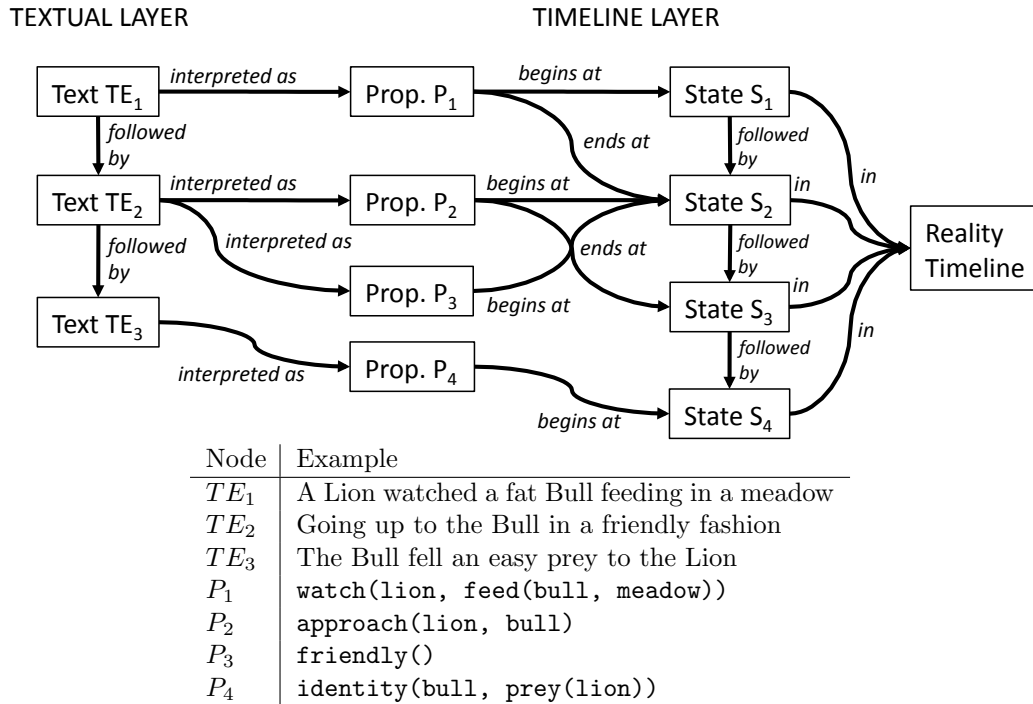 TEXTUAL LAYER
TIMELINE LAYER
interpreted as
begins at
Text TE1
Prop. P1
State S1
followed
by
ends at
followed
by
in
interpreted as
begins at
in
Text TE2
Prop. P2
State S2
interpreted as
ends at
followed
by
followed
by
Reality
Timeline
Prop. P3
begins at
in
State S3
Text TE3
in
followed
by
interpreted as
Prop. P4
begins at
State S4
Node Example
TE1 A Lion watched a fat Bull feeding in a meadow
TE2 Going up to the Bull in a friendly fashion
TE3 The Bull fell an easy prey to the Lion
P1 watch(lion, feed(bull, meadow))
P2 approach(lion, bull)
P3 friendly()
P4 identity(bull, prey(lion))